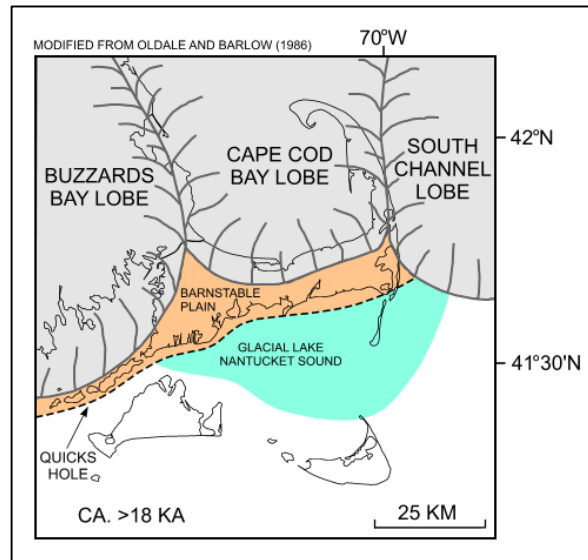 MODIFIED FROM OLDALE AND BARLOW (1986)
70°W
42°N
SOUTH
CHANNEL
LOBE
CAPE COD
BAY LOBE
BUZZARDS
BAY LOBE
BARNSTABLE
PLAIN
GLACIAL LAKE
NANTUCKET SOUND
41°30'N
QUICKS
HOLE
CA. >18 KA
25 KM